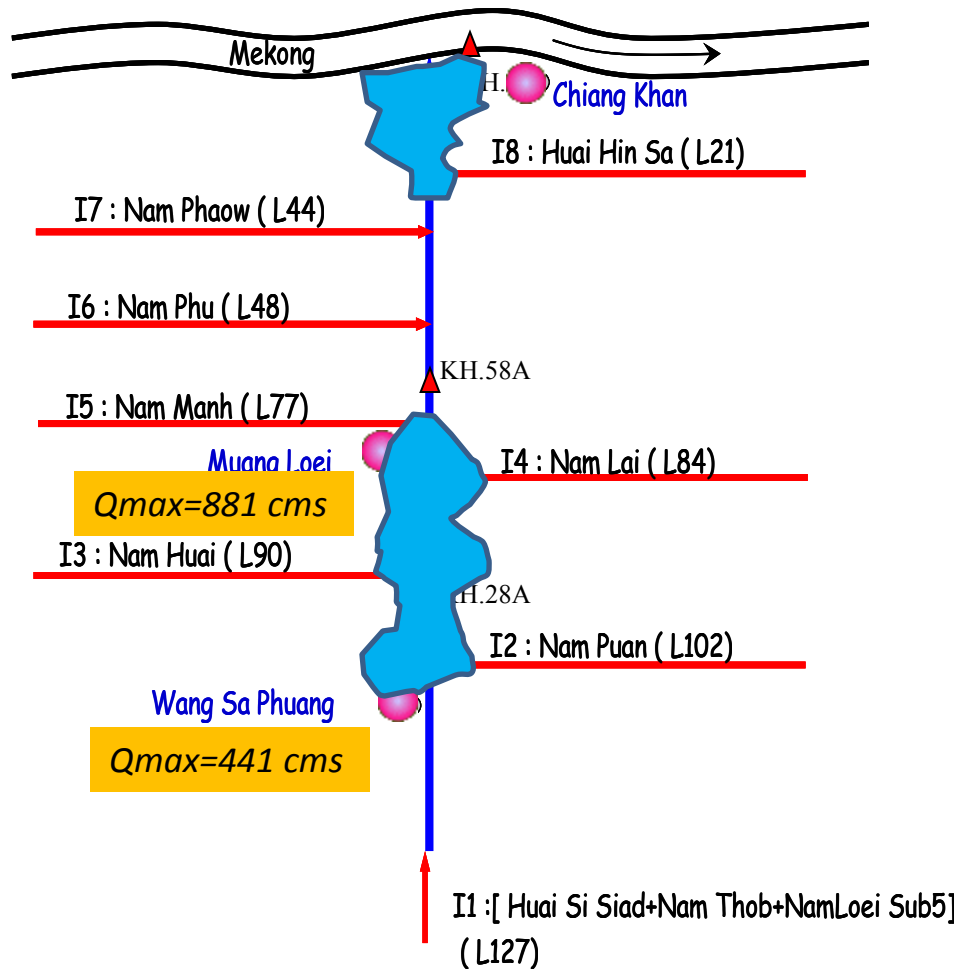 Mekong
Chiang Khan
I8 : Huai Hin Sa ( L21)
I7 : Nam Phaow ( L44)
I6 : Nam Phu ( L48)
KH.58A
I5 : Nam Manh ( L77)
Muang Loei
I4 : Nam Lai ( L84)
Qmax=881 cms
I3 : Nam Huai ( L90)
H.28A
I2 : Nam Puan ( L102)
Wang Sa Phuang
Qmax=441 cms
I1 :[ Huai Si Siad+Nam Thob+NamLoei Sub5]
( L127)